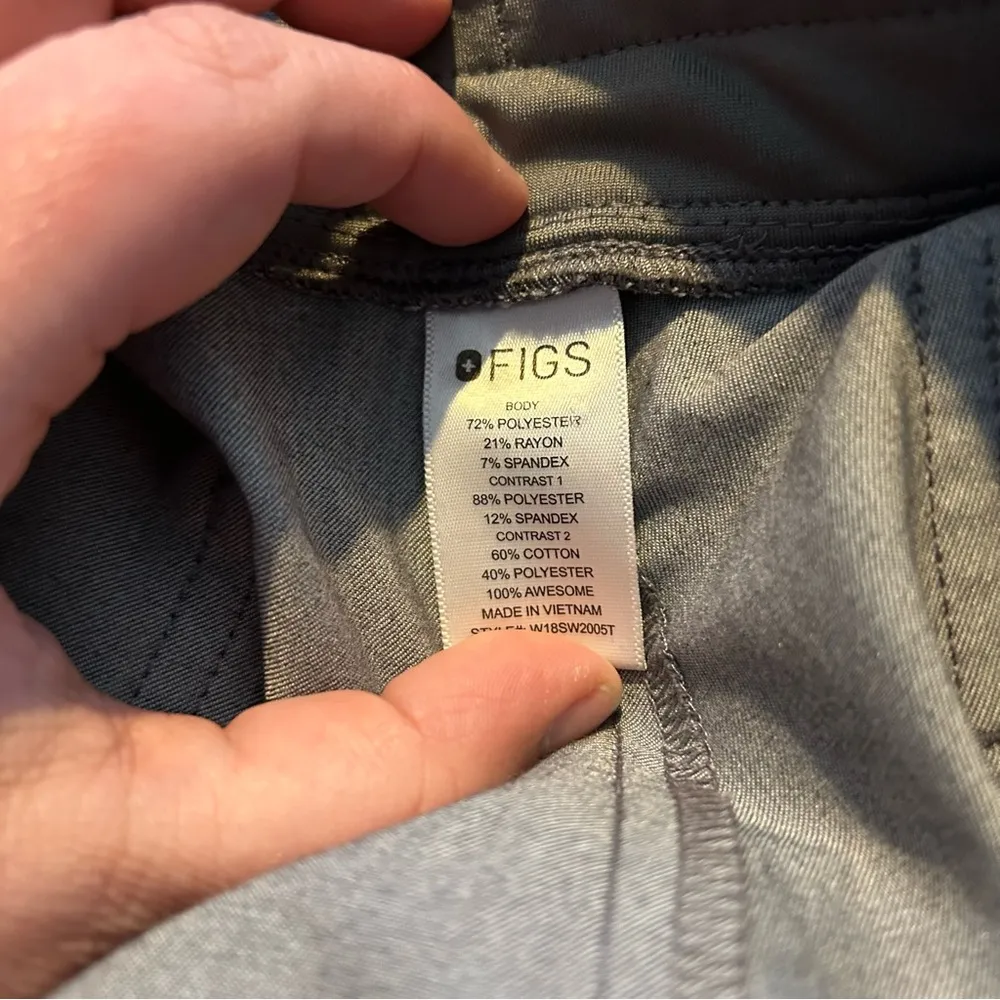 FIGS
BODY
72% POLYESTER
21% RAYON
7% SPANDEX
CONTRAST 1
88% POLYESTER
12% SPANDEX
CONTRAST 2
60% COTTON
40% POLYESTER
100% AWESOME
MADE IN VIETNAM
STYLE#: W18SW2005T